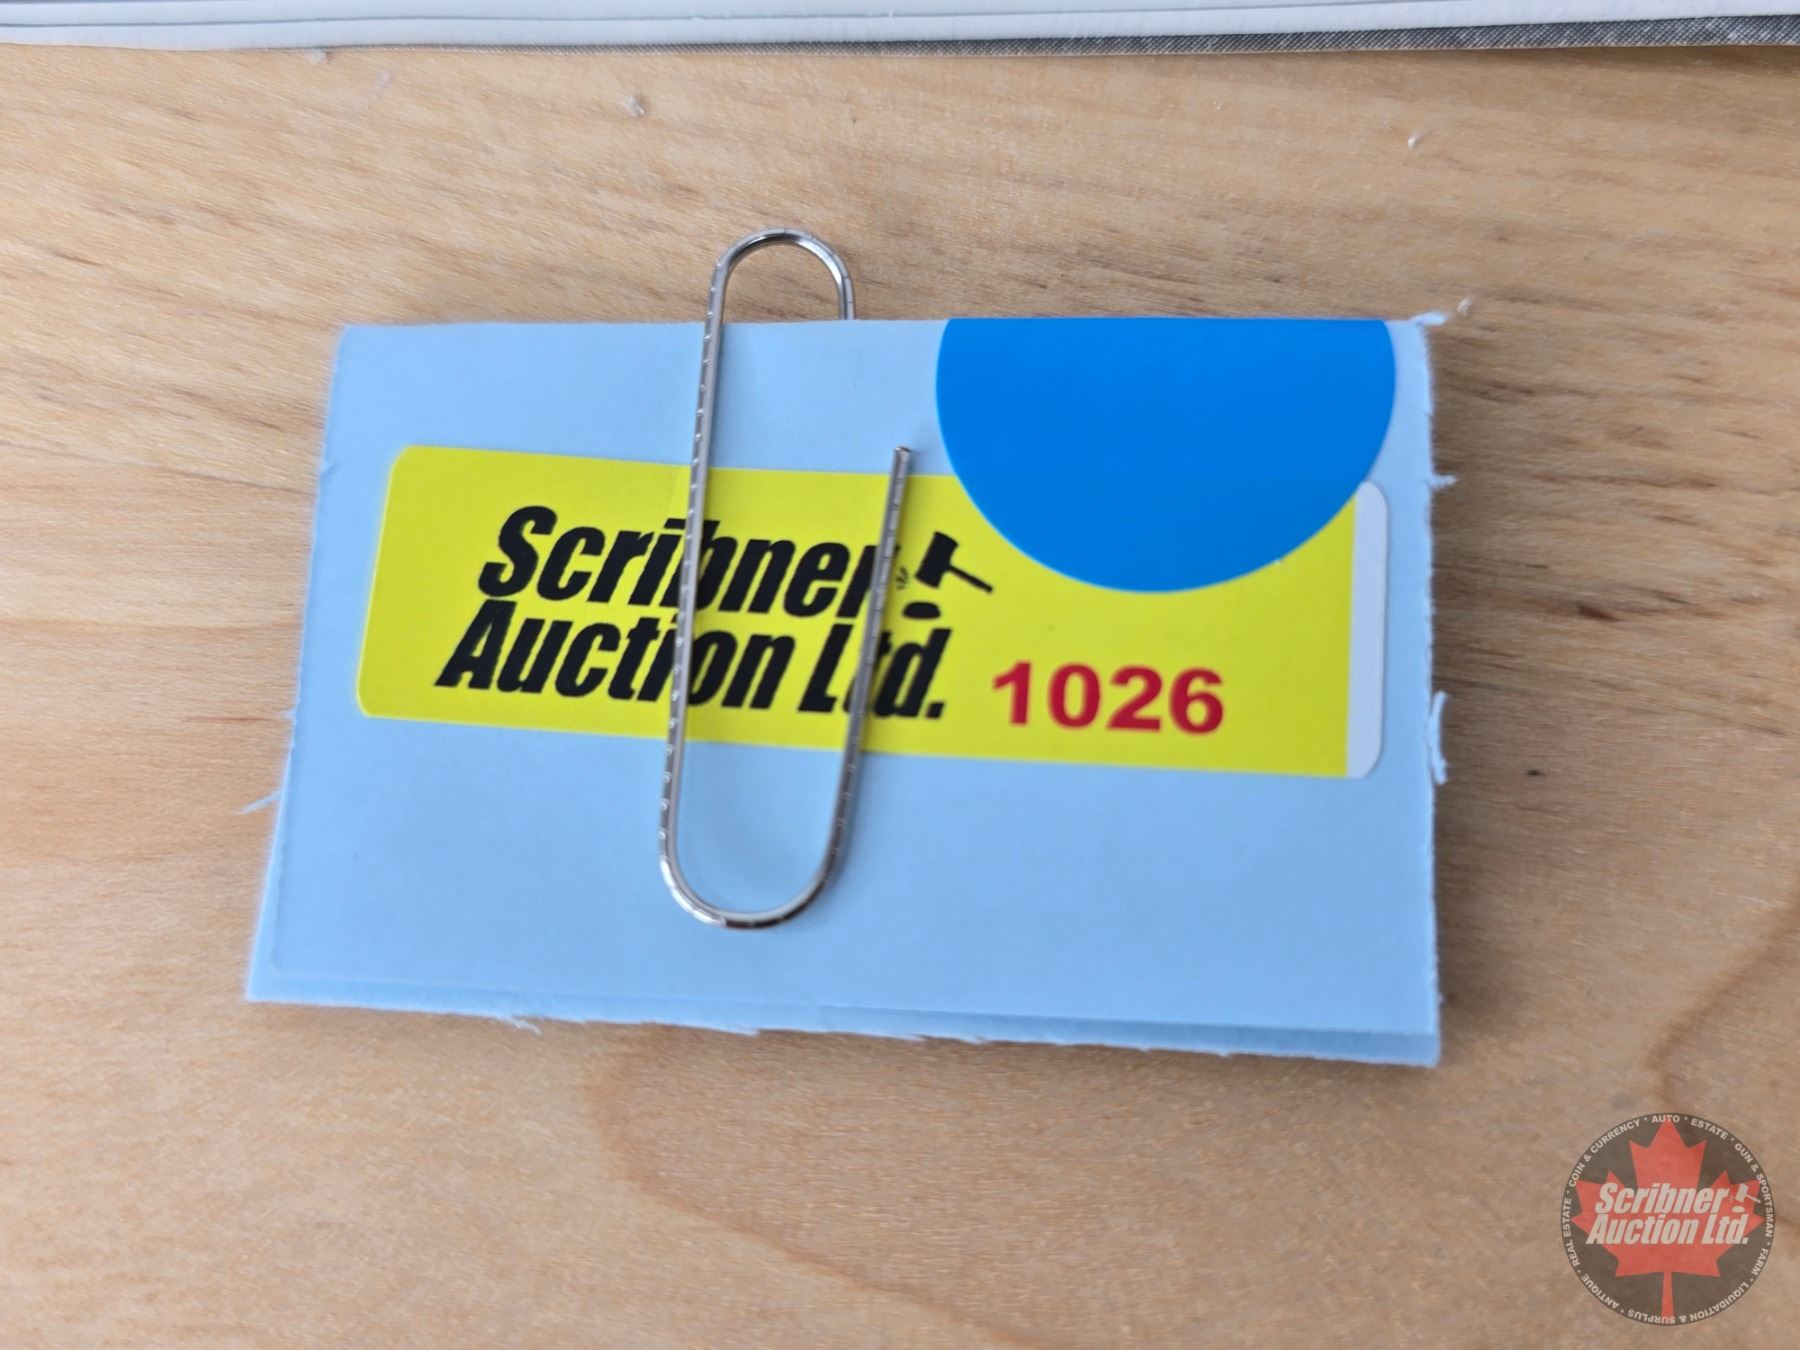 Scribner
Auction Ltd.
1026
COIN & CURRENCY • AUTO • ESTATE • GUN & SPORTSMAN • FARM • LIQUIDATION & SURPLUS • ANTIQUE • REAL ESTATE •
Scribner
Auction Ltd.